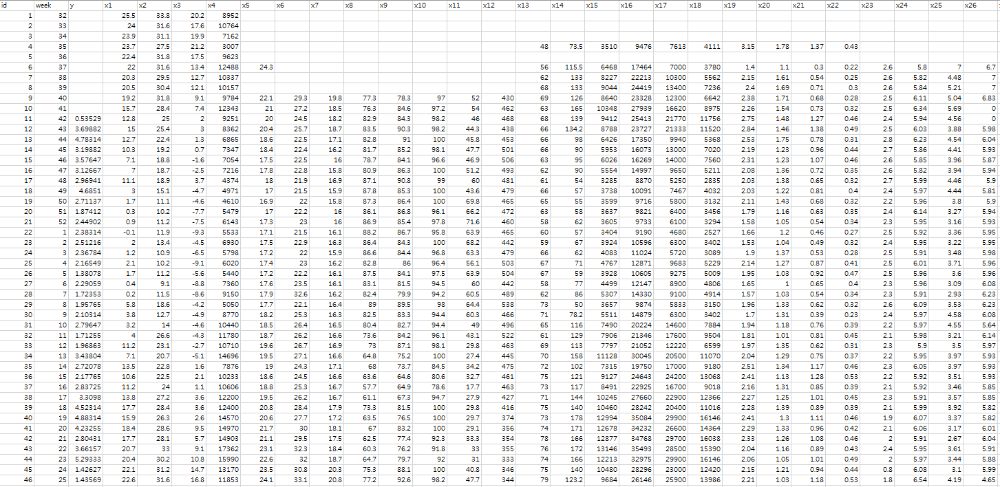 id week y x1 x2 x3 x4 x5 x6 x7 x8 x9 x10 x11 x12 x13 x14 x15 x16 x17 x18 x19 x20 x21 x22 x23 x24 x25 x26
1 32 25.5 33.8 20.2 8952
2 33 24 31.6 17.6 10764
3 34 23.9 31.1 19.9 7162
4 35 23.7 27.5 21.2 3007 48 73.5 3510 9476 7613 4111 3.15 1.78 1.37 0.43
5 36 22.4 31.8 17.5 9623
6 37 22 31.6 13.4 12488 24.3 56 115.5 6468 17464 7000 3780 1.4 1.1 0.3 0.22 2.6 5.8 7 6.7
7 38 20.3 29.5 12.7 10337 62 133 8227 22213 10300 5562 2.15 1.61 0.54 0.25 2.6 5.82 4.48 7
8 39 20.5 30.4 12.1 10157 68 133 9044 24419 13400 7236 2.4 1.69 0.71 0.3 2.6 5.84 5.21 7
9 40 19.2 31.8 9.1 9784 22.1 29.3 19.8 77.3 78.3 97 52 430 69 126 8640 23328 12300 6642 2.38 1.71 0.68 0.28 2.5 6.11 5.04 6.83
10 41 15.7 28.4 7.4 12343 21 27.2 18.5 76.3 84.6 97.2 54 462 63 165 10348 27939 16620 8975 2.26 1.54 0.73 0.32 2.5 6.34 5.69 0
11 42 0.53529 12.8 25 2 9251 20 24.5 18.2 82.9 84.3 98.2 46 468 68 139 9412 25413 21770 11756 2.75 1.48 1.27 0.46 2.4 5.94 4.56 0
12 43 3.69882 15 25.4 3 8362 20.4 25.7 18.7 83.5 90.3 98.2 44.3 438 66 134.2 8788 23727 21333 11520 2.84 1.46 1.38 0.49 2.5 6.03 3.88 5.98
13 44 4.78314 12.7 22.4 1.3 6865 18.6 22.5 17.1 82.8 91 100 45.8 453 66 98 6426 17350 9940 5368 2.53 1.75 0.78 0.31 2.8 6.23 4.54 6.04
14 45 3.19882 10.3 19.2 0.7 7347 18.4 22.4 16.2 81.7 85.2 98.1 47.7 501 66 90 5953 16073 13000 7020 2.19 1.23 0.96 0.44 2.7 5.86 4.41 5.93
15 46 3.57647 7.1 18.8 -1.6 7054 17.5 22.5 16 78.7 84.1 96.6 46.9 506 63 95 6026 16269 14000 7560 2.31 1.23 1.07 0.46 2.6 5.85 3.96 5.87
16 47 3.12667 7 18.7 -2.5 7216 17.8 22.8 15.8 80.9 86.3 100 51.2 493 62 90 5554 14997 9650 5211 2.08 1.36 0.72 0.35 2.6 5.82 3.94 5.94
17 48 2.96941 11.1 18.9 3.7 4374 18 21.9 16.9 87.1 90.8 99 60 481 61 54 3285 8870 5250 2835 2.03 1.38 0.65 0.32 2.7 5.99 4.46 5.9
18 49 4.6851 3 15.1 -4.7 4971 17 21.5 15.9 87.8 85.3 100 43.6 479 66 57 3738 10091 7467 4032 2.03 1.22 0.81 0.4 2.4 5.97 4.44 5.81
19 50 2.71137 1.7 11.1 -4.6 4610 16.9 22 15.8 87.3 86.4 100 69.8 465 65 55 3599 9716 5800 3132 2.11 1.43 0.68 0.32 2.2 5.96 3.8 5.9
20 51 1.87412 0.3 10.2 -7.7 5479 17 22.2 16 86.1 86.8 96.1 66.2 472 63 58 3637 9821 6400 3456 1.79 1.16 0.63 0.35 2.4 6.14 3.27 5.94
21 52 2.44902 0.9 11.2 -7.5 6143 17.3 23 16 86.9 85.4 97.8 71.6 460 58 62 3605 9733 6100 3294 1.58 1.05 0.54 0.34 2.3 5.95 3.16 5.93
22 1 2.38314 -0.1 11.9 -9.3 5533 17.1 21.5 16.1 88.2 86.7 95.8 63.9 465 60 57 3404 9190 4680 2527 1.66 1.2 0.46 0.27 2.5 5.92 3.36 5.95
23 2 2.51216 2 13.4 -4.5 6930 17.5 22.9 16.3 86.4 84.3 100 68.2 442 59 67 3924 10596 6300 3402 1.53 1.04 0.49 0.32 2.4 5.95 3.22 5.95
24 3 2.36784 1.2 10.9 -6.5 5798 17.2 22 15.9 86.6 84.4 96.8 63.3 479 66 62 4083 11024 5720 3089 1.9 1.37 0.53 0.28 2.5 5.91 3.48 5.98
25 4 2.16549 2.1 10.2 -9.1 6020 17.4 23 16.2 82.8 86 96.4 56.1 503 67 71 4767 12871 9683 5229 2.14 1.27 0.87 0.41 2.5 6.01 3.71 5.96
26 5 1.38078 1.7 11.2 -5.6 5440 17.2 22.2 16.1 87.5 84.1 97.5 63.9 504 67 59 3928 10605 9275 5009 1.95 1.03 0.92 0.47 2.5 5.96 3.6 5.96
27 6 2.29059 0.4 9.1 -8.8 7360 17.6 23.5 16.1 83.1 81.5 94.5 60 442 58 77 4499 12147 8900 4806 1.65 1 0.65 0.4 2.3 5.96 3.09 6.08
28 7 1.72353 0.2 11.5 -8.6 9150 17.9 32.6 16.2 82.4 79.9 94.2 60.5 489 62 86 5307 14330 9100 4914 1.57 1.03 0.54 0.34 2.3 5.91 2.93 6.23
29 8 1.95765 5.8 18.6 -4.2 5050 17.7 22.1 16.4 89 89.5 98 64.4 538 73 50 3657 9874 5833 3150 1.96 1.33 0.62 0.32 2.6 6.09 3.53 6.23
30 9 2.10314 3.8 12.7 -4.9 8770 18.2 25.3 16.3 82.5 83.3 94.4 60.3 466 71 78.2 5511 14879 6300 3402 1.7 1.31 0.39 0.23 2.4 5.97 4.58 6.08
31 10 2.79647 3.2 14 -4.6 10440 18.5 26.4 16.5 80.4 82.7 94.4 49 496 65 116 7490 20224 14600 7884 1.94 1.18 0.76 0.39 2.2 5.97 4.55 5.64
32 11 1.71255 4 26.6 -4.3 11780 18.7 26.2 16.6 73.6 84.2 96.1 43.1 522 61 129 7906 21346 17600 9504 1.81 1.01 0.81 0.45 2.1 5.98 3.21 6.14
33 12 1.96863 11.2 23.1 -2.7 10710 19.6 26.7 16.9 73 87.1 98.1 29.8 463 69 113 7797 21052 12220 6599 1.97 1.35 0.62 0.31 2.3 5.9 3.5 5.97
34 13 3.43804 7.1 20.7 -5.1 14696 19.5 27.1 16.6 64.8 75.2 100 27.4 445 70 158 11128 30045 20500 11070 2.04 1.29 0.75 0.37 2.2 5.95 3.97 5.93
35 14 2.72078 13.5 22.8 1.6 7876 19 24.3 17.1 68 73.7 84.5 34.2 475 72 102 7315 19750 17000 9180 2.51 1.34 1.17 0.46 2.3 6.05 3.97 5.93
36 15 2.17765 10.6 22.5 2.1 10233 18.6 24.5 16.6 63.6 64.6 80.6 32.7 461 75 121 9127 24643 24200 13068 2.41 1.13 1.28 0.53 2.2 5.92 3.51 5.93
37 16 2.83725 11.2 24 1.1 10606 18.8 25.3 16.7 57.7 64.9 78.6 17.7 463 73 117 8491 22925 16700 9018 2.16 1.31 0.85 0.39 2.1 5.92 3.46 5.85
38 17 3.3098 13.8 27.2 3.6 12200 19.5 26.2 16.7 61.1 67.3 94.7 27.9 427 71 144 10245 27660 22900 12366 2.27 1.25 1.01 0.45 2.3 5.91 3.57 5.85
39 18 4.52314 17.7 28.4 3.6 12400 20.8 28.4 17.9 73.3 81.5 100 29.8 416 75 140 10460 28242 20400 11016 2.28 1.39 0.89 0.39 2.1 5.99 3.92 5.82
40 19 4.88314 15.9 26.3 2.6 14570 20.6 27.7 17.2 63.5 76.5 100 29.7 374 73 178 12994 35084 29900 16146 2.41 1.3 1.11 0.46 1.9 6.07 3.37 5.82
41 20 4.23255 18.4 28.6 9.5 14970 21.7 30 18.1 67 83.2 100 29.1 356 74 171 12678 34232 26600 14364 2.29 1.33 0.96 0.42 2.1 6.06 3.17 6.01
42 21 2.80431 17.7 28.1 5.7 14903 21.1 29.5 17.5 62.5 77.4 92.3 33.3 354 78 166 12877 34768 29700 16038 2.33 1.26 1.08 0.46 2 5.91 2.67 6.04
43 22 3.66157 20.7 33 9.1 17362 23.1 32.3 18.4 60.3 76.2 91.8 33 355 76 172 13146 35493 28500 15390 2.04 1.16 0.89 0.43 2.4 5.95 3.61 5.91
44 23 5.29333 20.4 30.2 10.8 15990 22.6 32 18.7 64.7 79.7 92 31 333 74 166 12213 32975 29900 16146 2.06 1.05 1.01 0.49 2 5.97 3.44 5.88
45 24 1.42627 22.1 31.2 14.7 13170 23.5 30.8 20.3 75.3 88.1 100 40.8 346 75 140 10480 28296 23000 12420 2.15 1.21 0.94 0.44 0.8 6.08 3.1 5.99
46 25 1.43569 22.6 31.6 16.8 11853 24.1 33.1 20.8 77.2 92.6 98.2 47.7 344 79 123.2 9684 26146 25900 13986 2.21 1.03 1.18 0.53 1.8 6.54 4.19 4.65